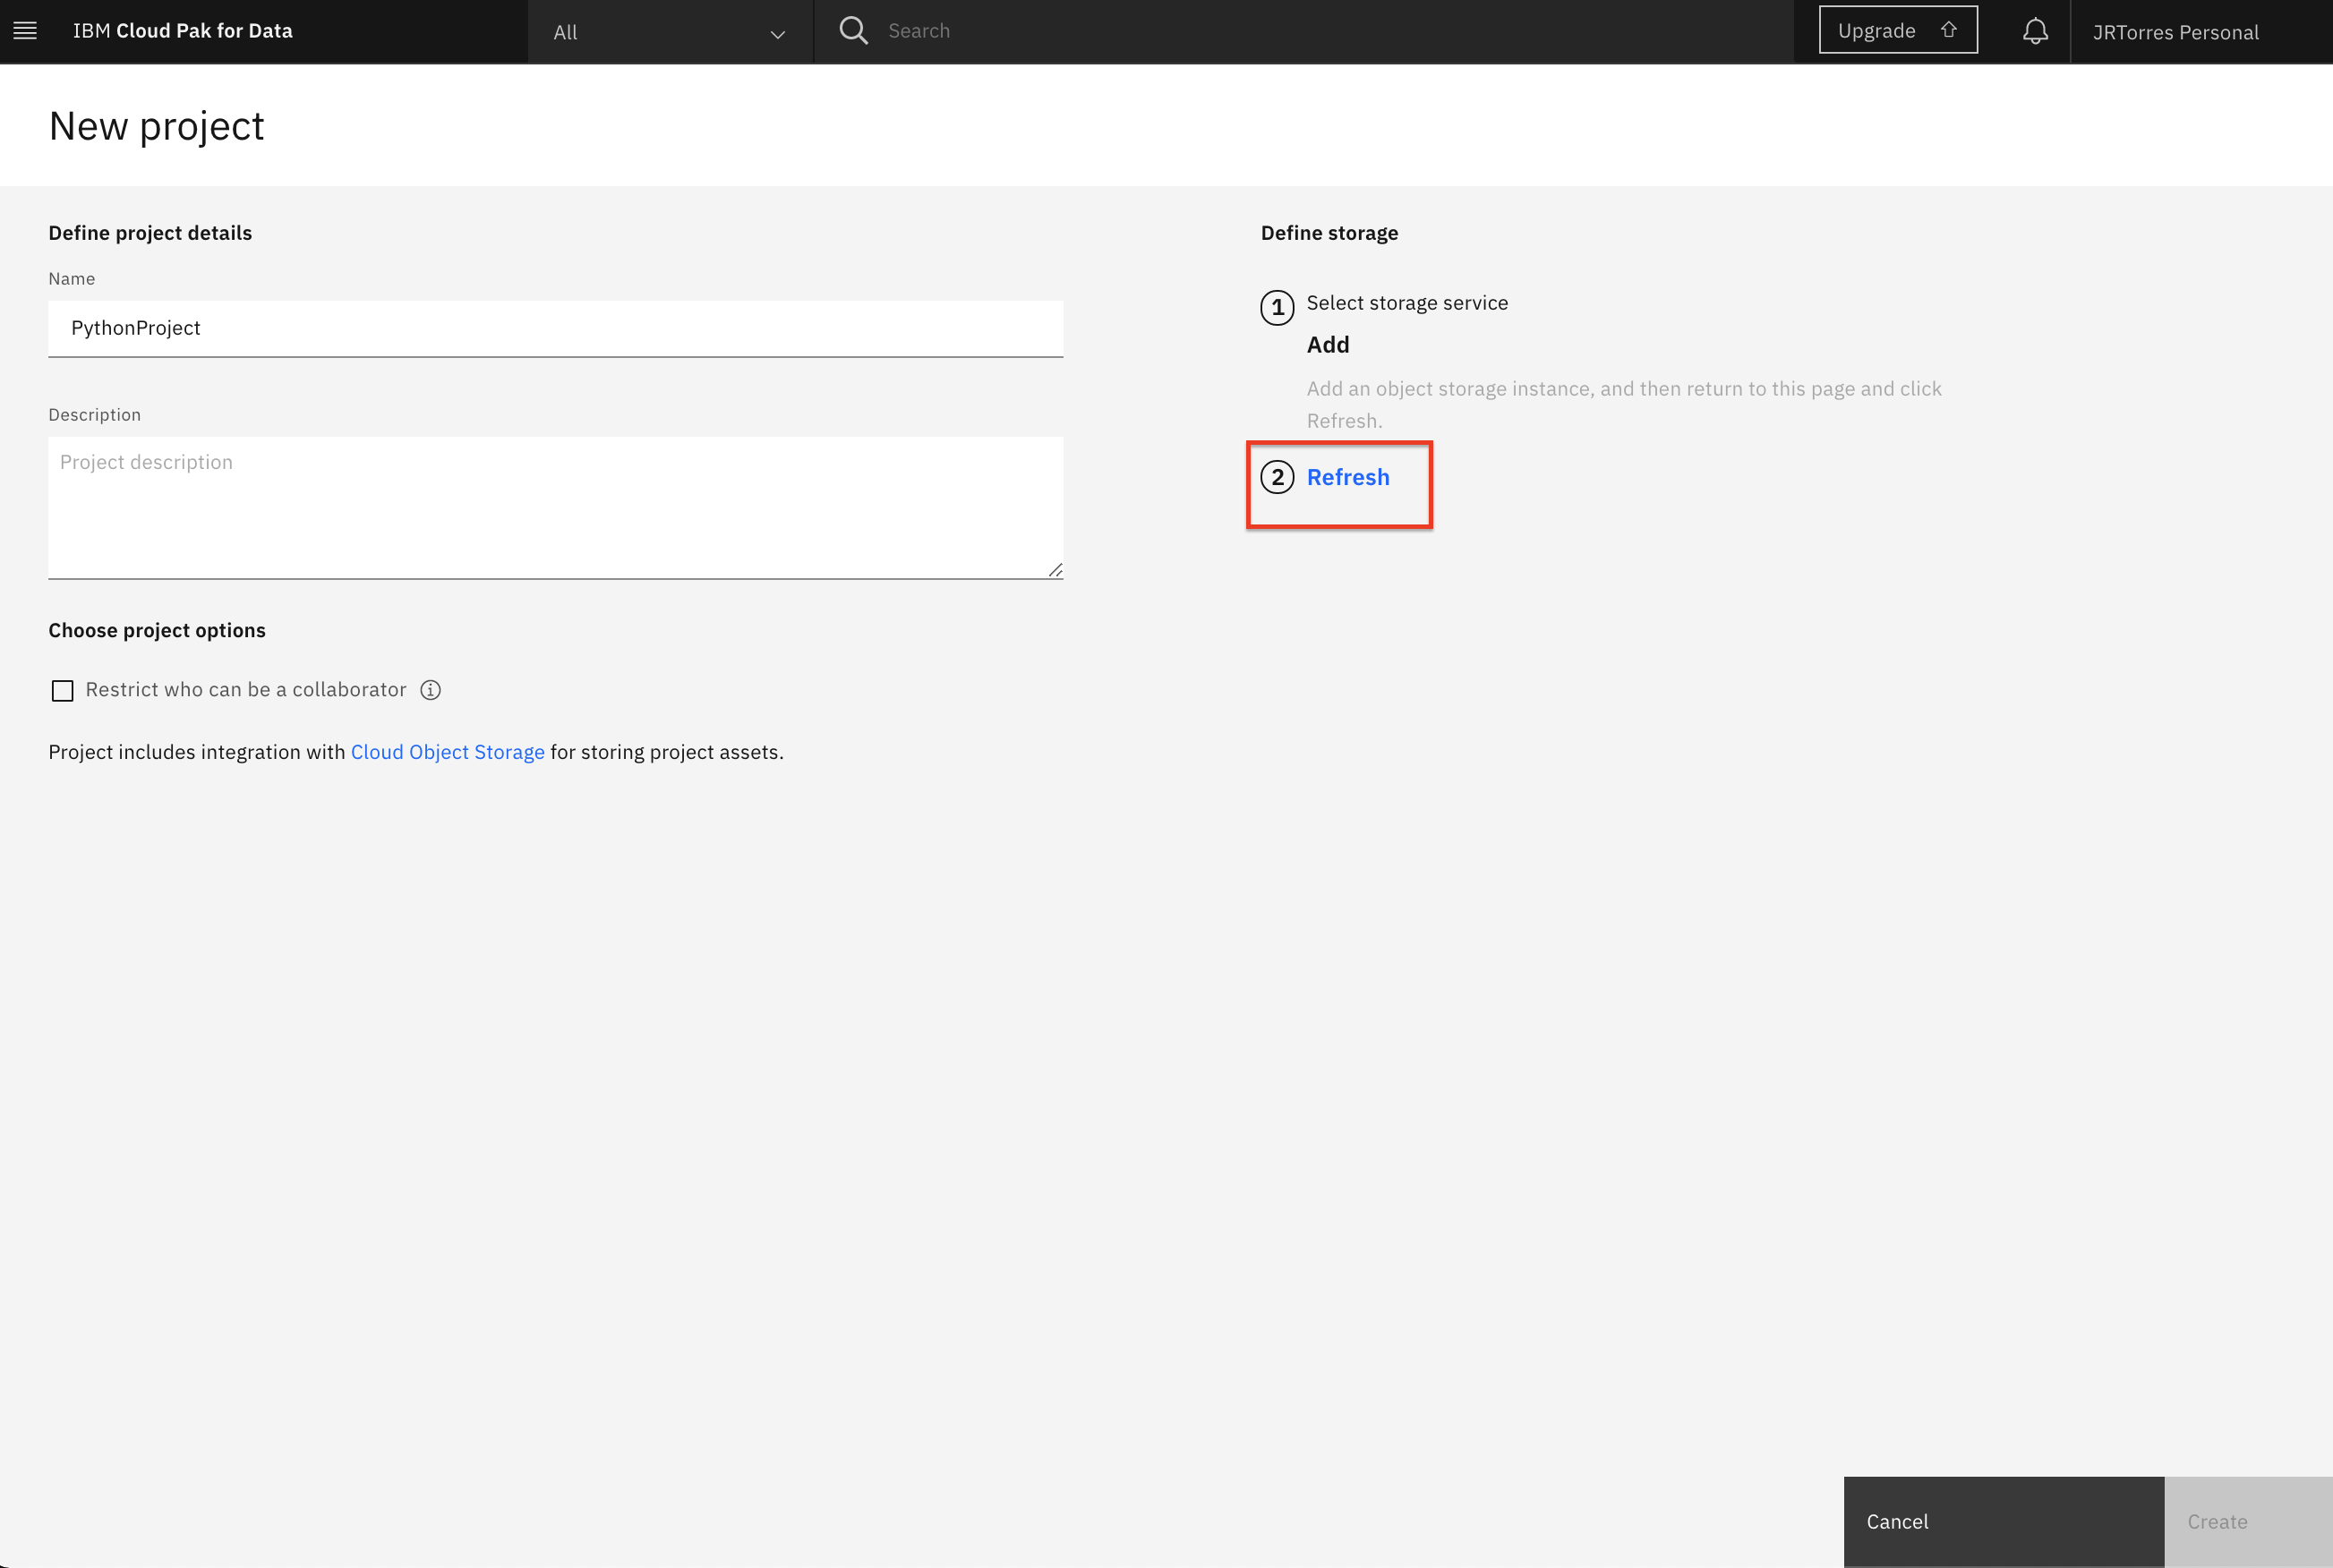 IBM Cloud Pak for Data
All
Search
Upgrade
JRTorres Personal
New project
Define project details
Name
PythonProject
Description
Project description
Choose project options
Restrict who can be a collaborator
Project includes integration with Cloud Object Storage for storing project assets.
Define storage
1 Select storage service
Add
Add an object storage instance, and then return to this page and click
Refresh.
2 Refresh
Cancel
Create